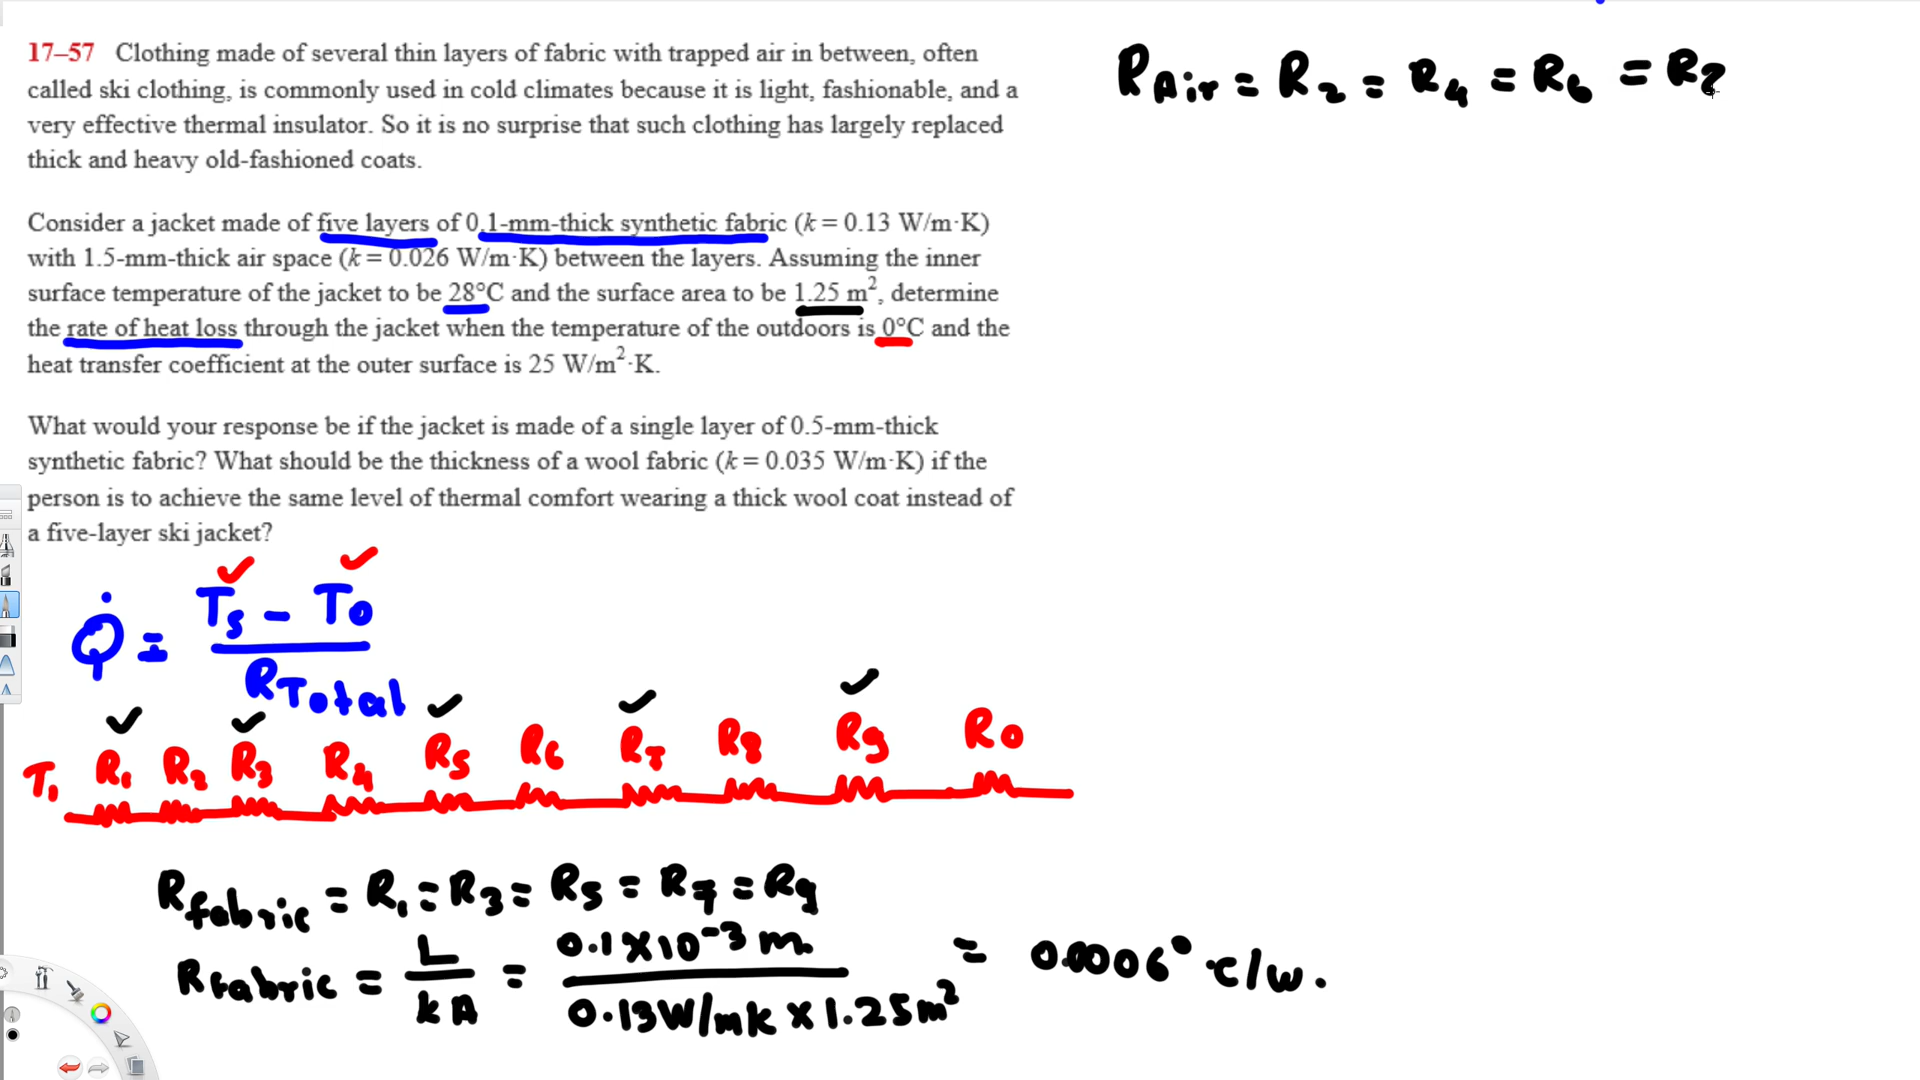 17–57 Clothing made of several thin layers of fabric with trapped air in between, often
called ski clothing, is commonly used in cold climates because it is light, fashionable, and a
very effective thermal insulator. So it is no surprise that such clothing has largely replaced
thick and heavy old-fashioned coats.
Consider a jacket made of five layers of 0.1-mm-thick synthetic fabric (k = 0.13 W/m·K)
with 1.5-mm-thick air space (k = 0.026 W/m·K) between the layers. Assuming the inner
surface temperature of the jacket to be 28°C and the surface area to be 1.25 m², determine
the rate of heat loss through the jacket when the temperature of the outdoors is 0°C and the
heat transfer coefficient at the outer surface is 25 W/m²·K.
What would your response be if the jacket is made of a single layer of 0.5-mm-thick
synthetic fabric? What should be the thickness of a wool fabric (k = 0.035 W/m·K) if the
person is to achieve the same level of thermal comfort wearing a thick wool coat instead of
a five-layer ski jacket?
Q̇ = Ts - To / RTotal
T1 R1 R2 R3 R4 R5 R6 R7 R8 R9 Ro
Rfabric = R1 = R3 = R5 = R7 = R9
Rfabric = L / kA = 0.1×10⁻³ m / 0.13W/mk × 1.25m² = 0.0006° c/w.
RAir = R2 = R4 = R6 = R8